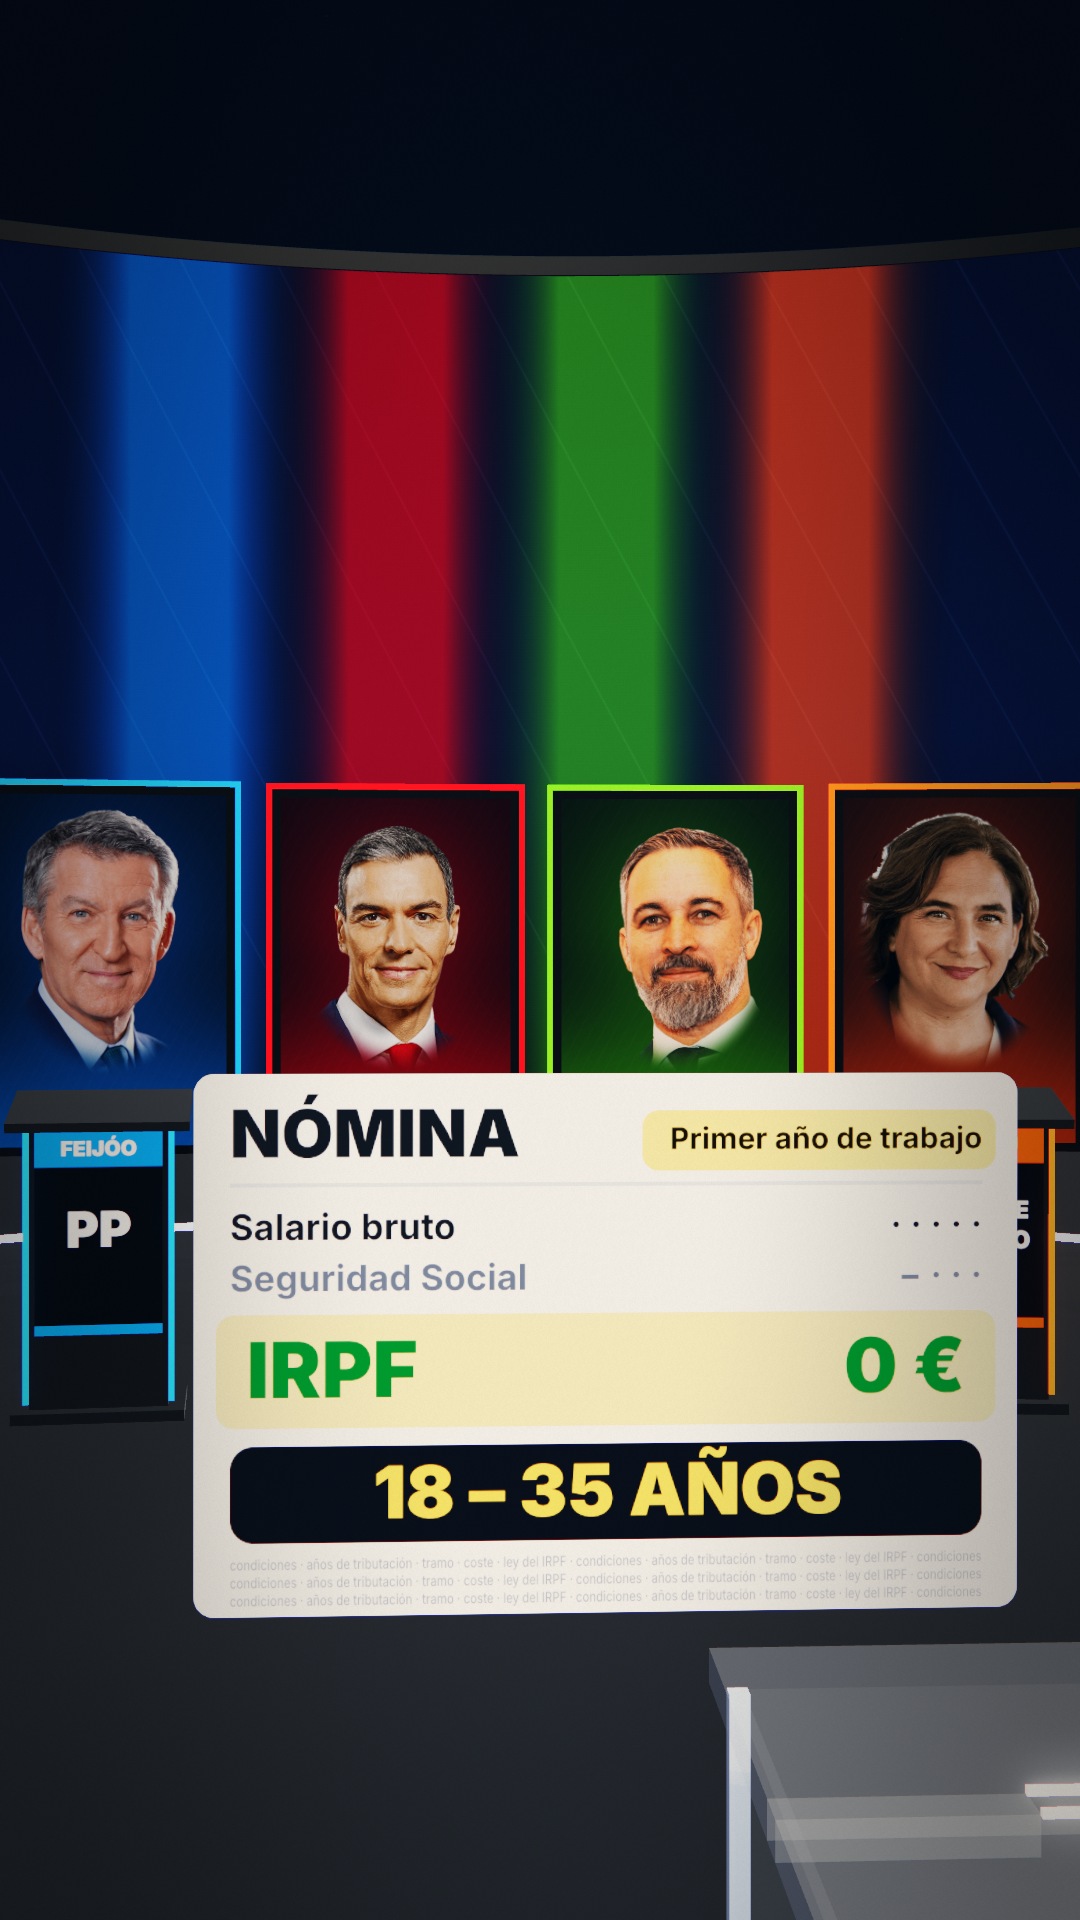 FEIJÓO
PP
NÓMINA
Primer año de trabajo
Salario bruto
· · · · ·
Seguridad Social
– · · ·
IRPF
0 €
18 – 35 AÑOS
condiciones · años de tributación · tramo · coste · ley del IRPF · condiciones · años de tributación · tramo · coste · ley del IRPF · condiciones
condiciones · años de tributación · tramo · coste · ley del IRPF · condiciones · años de tributación · tramo · coste · ley del IRPF · condiciones
condiciones · años de tributación · tramo · coste · ley del IRPF · condiciones · años de tributación · tramo · coste · ley del IRPF · condiciones